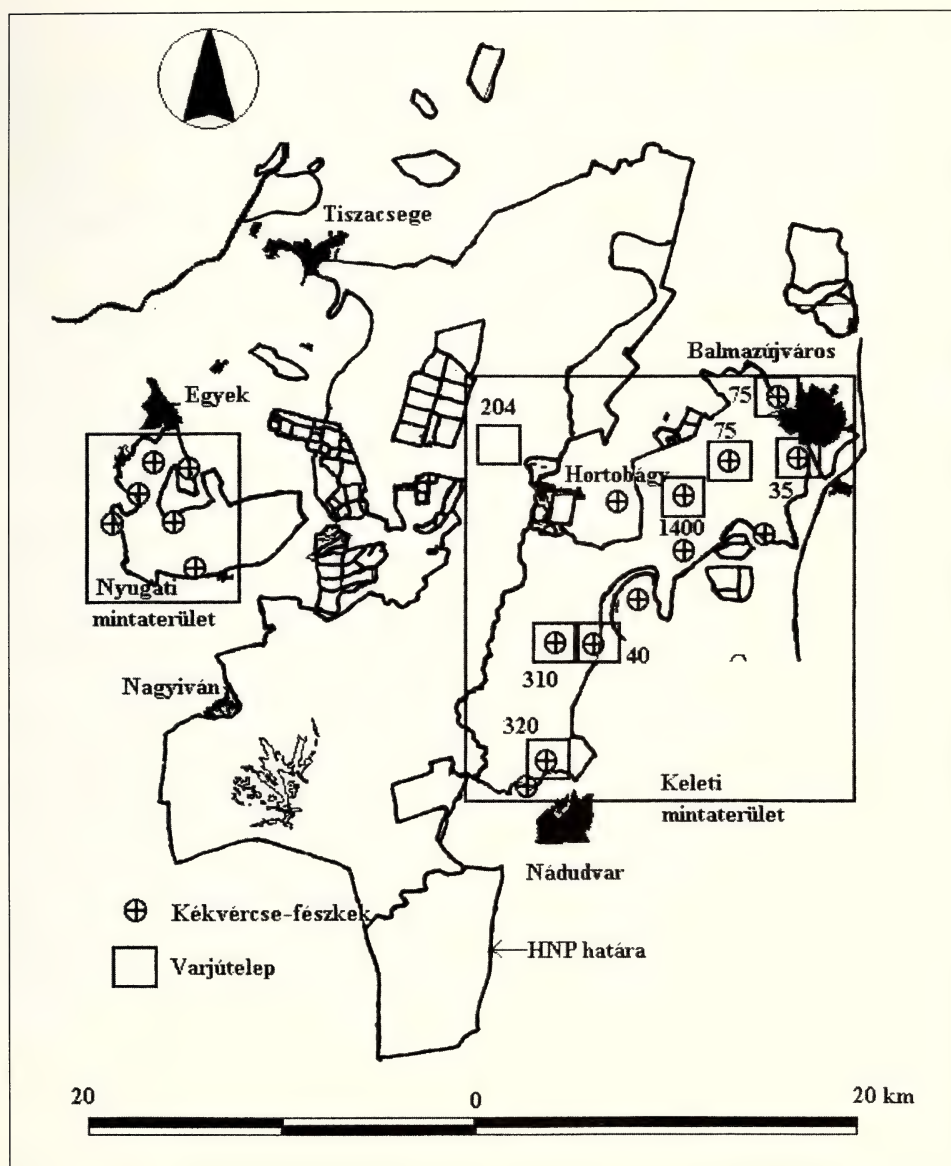 Tiszacsege
Balmazújváros
Egyek
204
75
75
Hortobágy
35
1400
Nyugati
mintaterület
310
40
Nagyiván
320
Keleti
mintaterület
Nádudvar
Kékvércse-fészkek
HNP határa
Varjútelep
20
0
20 km